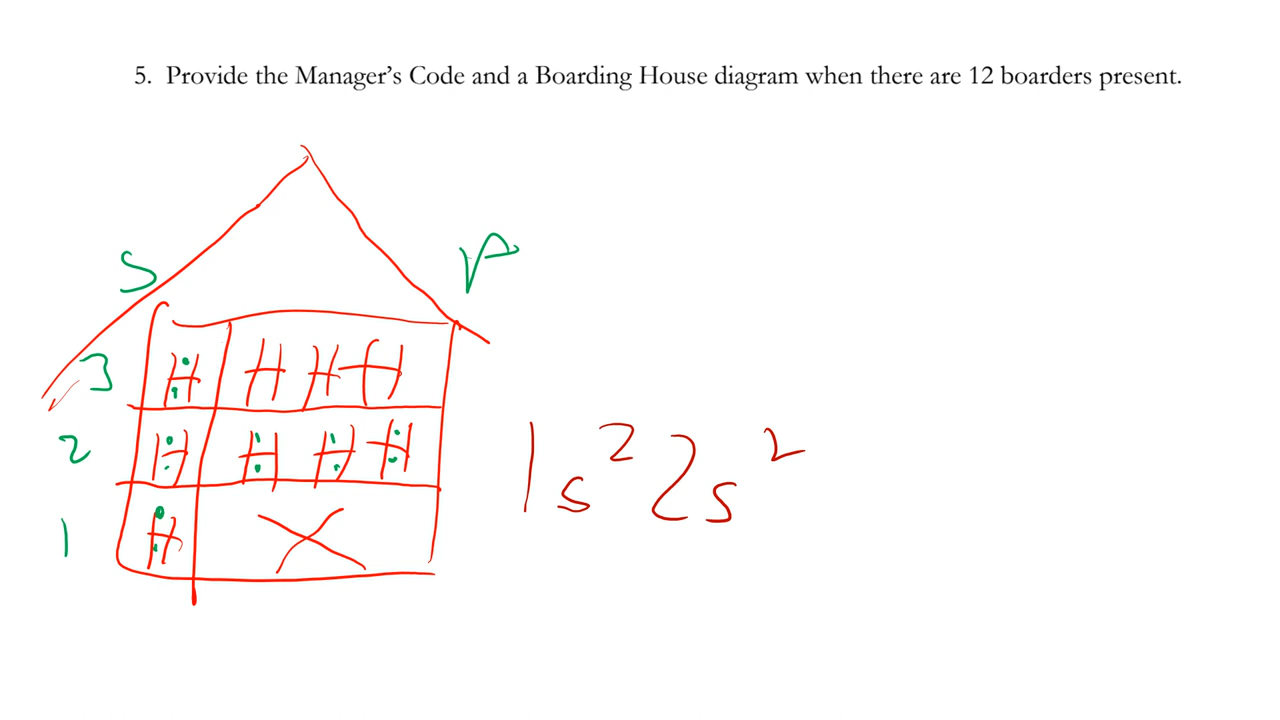 5. Provide the Manager’s Code and a Boarding House diagram when there are 12 boarders present.
S P
3
2
1
1s² 2s²